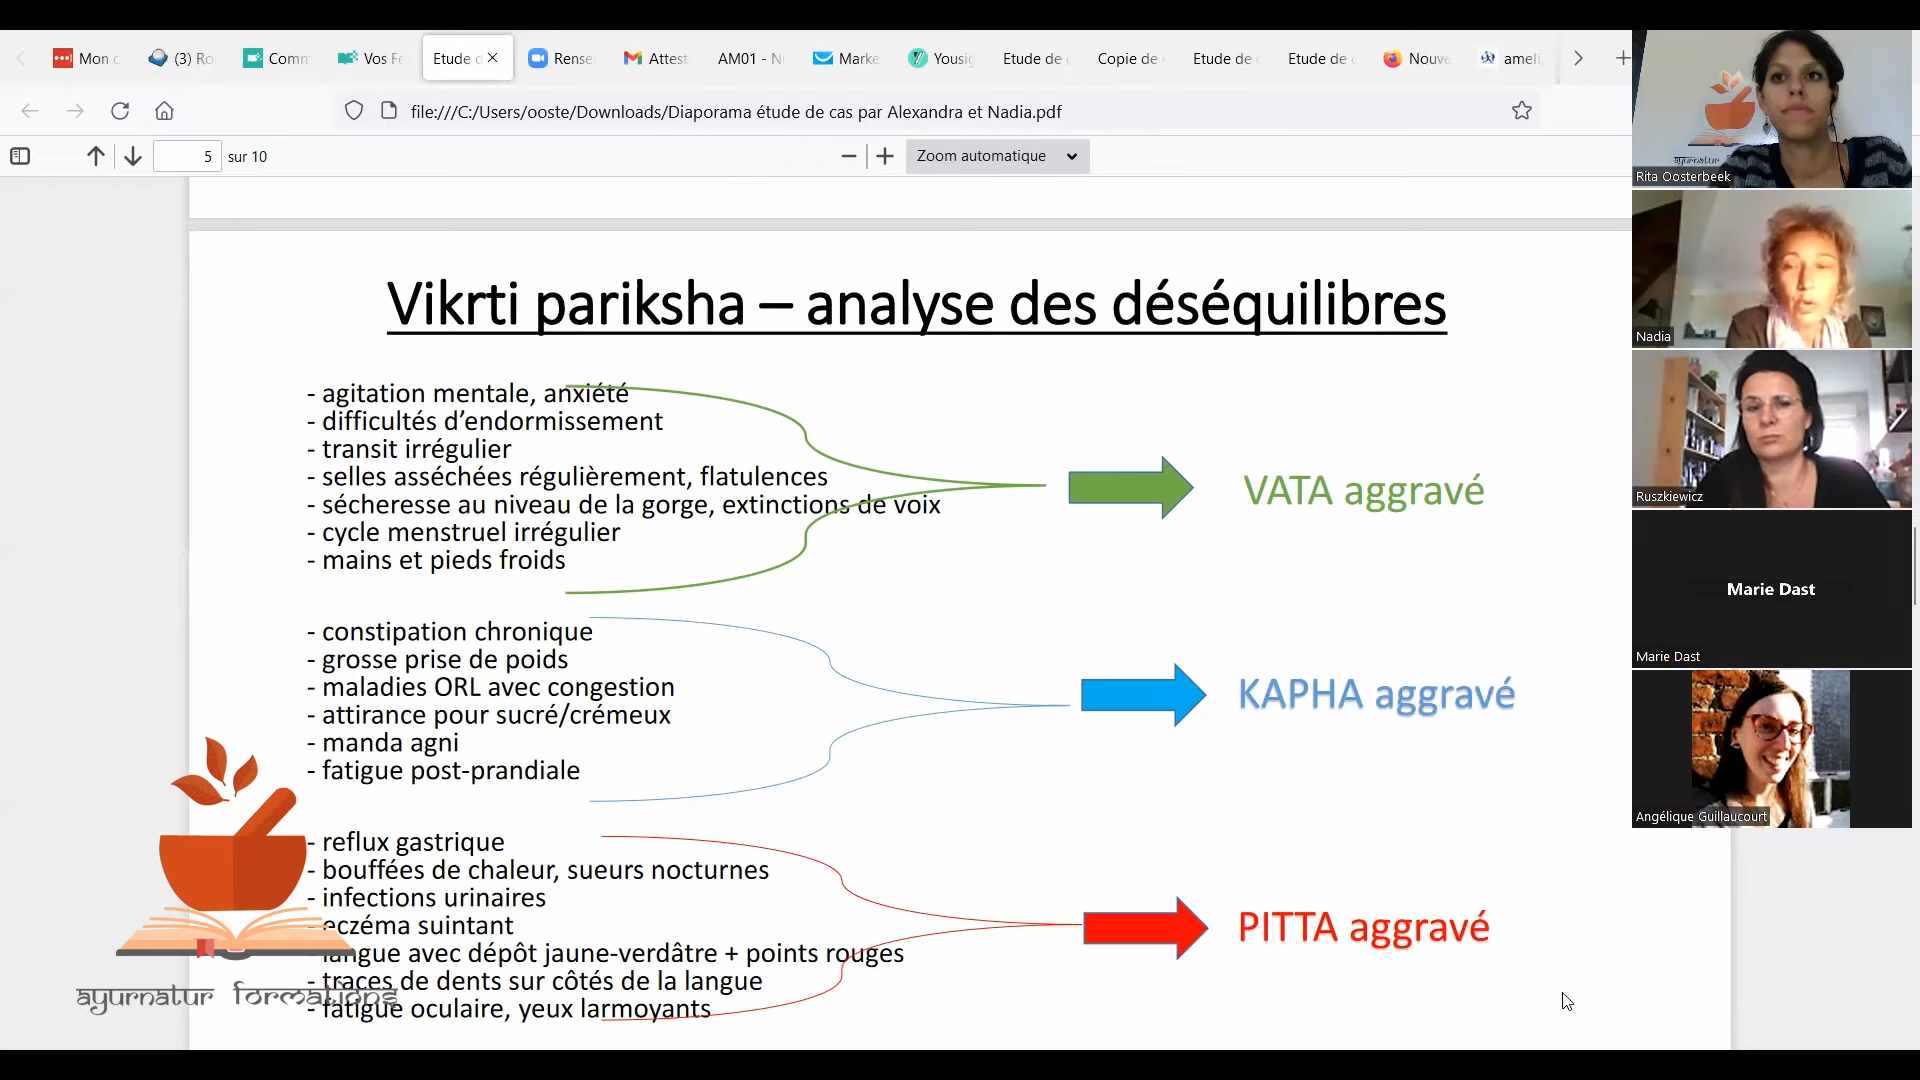 Mon c
(3) Ro
Comm
Vos Fo
Etude d
Rense
Attest
AM01 - N
Marke
Yousig
Etude de
Copie de
Etude de
Etude de c
Nouve
ameli
file:///C:/Users/ooste/Downloads/Diaporama étude de cas par Alexandra et Nadia.pdf
5 sur 10
Zoom automatique
Vikrti pariksha – analyse des déséquilibres
- agitation mentale, anxiété
- difficultés d’endormissement
- transit irrégulier
- selles asséchées régulièrement, flatulences
- sécheresse au niveau de la gorge, extinctions de voix
- cycle menstruel irrégulier
- mains et pieds froids
VATA aggravé
- constipation chronique
- grosse prise de poids
- maladies ORL avec congestion
- attirance pour sucré/crémeux
- manda agni
- fatigue post-prandiale
KAPHA aggravé
- reflux gastrique
- bouffées de chaleur, sueurs nocturnes
- infections urinaires
- eczéma suintant
- langue avec dépôt jaune-verdâtre + points rouges
- traces de dents sur côtés de la langue
- fatigue oculaire, yeux larmoyants
PITTA aggravé
ayurnatur formations
ayurnatur
Rita Oosterbeek
Nadia
Ruszkiewicz
Marie Dast
Marie Dast
Angélique Guillaucourt